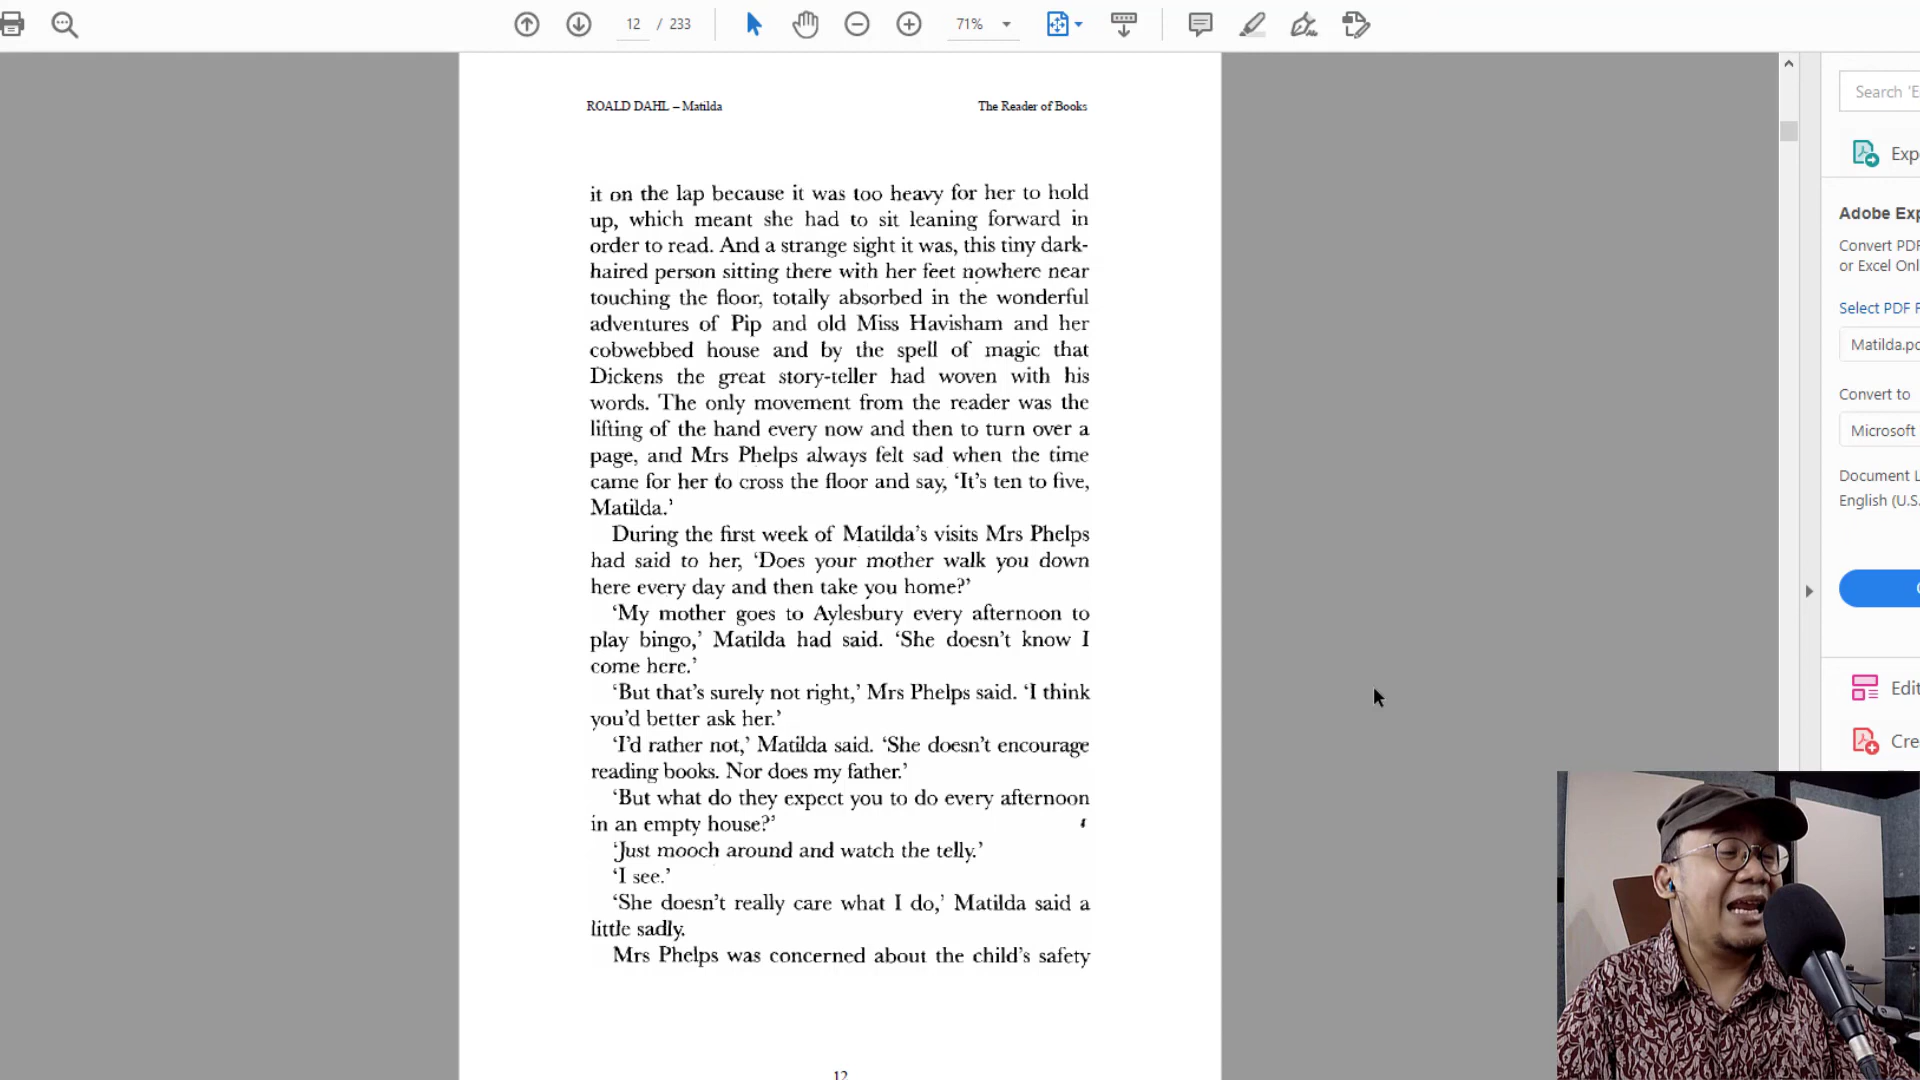 12 / 233
71%
ROALD DAHL – Matilda
The Reader of Books
it on the lap because it was too heavy for her to hold
up, which meant she had to sit leaning forward in
order to read. And a strange sight it was, this tiny dark-
haired person sitting there with her feet nowhere near
touching the floor, totally absorbed in the wonderful
adventures of Pip and old Miss Havisham and her
cobwebbed house and by the spell of magic that
Dickens the great story-teller had woven with his
words. The only movement from the reader was the
lifting of the hand every now and then to turn over a
page, and Mrs Phelps always felt sad when the time
came for her to cross the floor and say, ‘It’s ten to five,
Matilda.’
During the first week of Matilda’s visits Mrs Phelps
had said to her, ‘Does your mother walk you down
here every day and then take you home?’
‘My mother goes to Aylesbury every afternoon to
play bingo,’ Matilda had said. ‘She doesn’t know I
come here.’
‘But that’s surely not right,’ Mrs Phelps said. ‘I think
you’d better ask her.’
‘I’d rather not,’ Matilda said. ‘She doesn’t encourage
reading books. Nor does my father.’
‘But what do they expect you to do every afternoon
in an empty house?’
‘Just mooch around and watch the telly.’
‘I see.’
‘She doesn’t really care what I do,’ Matilda said a
little sadly.
Mrs Phelps was concerned about the child’s safety
12
Search 'E
Exp
Adobe Exp
Convert PDF
or Excel Onl
Select PDF F
Matilda.pd
Convert to
Microsoft
Document L
English (U.S.
Edit
Cre